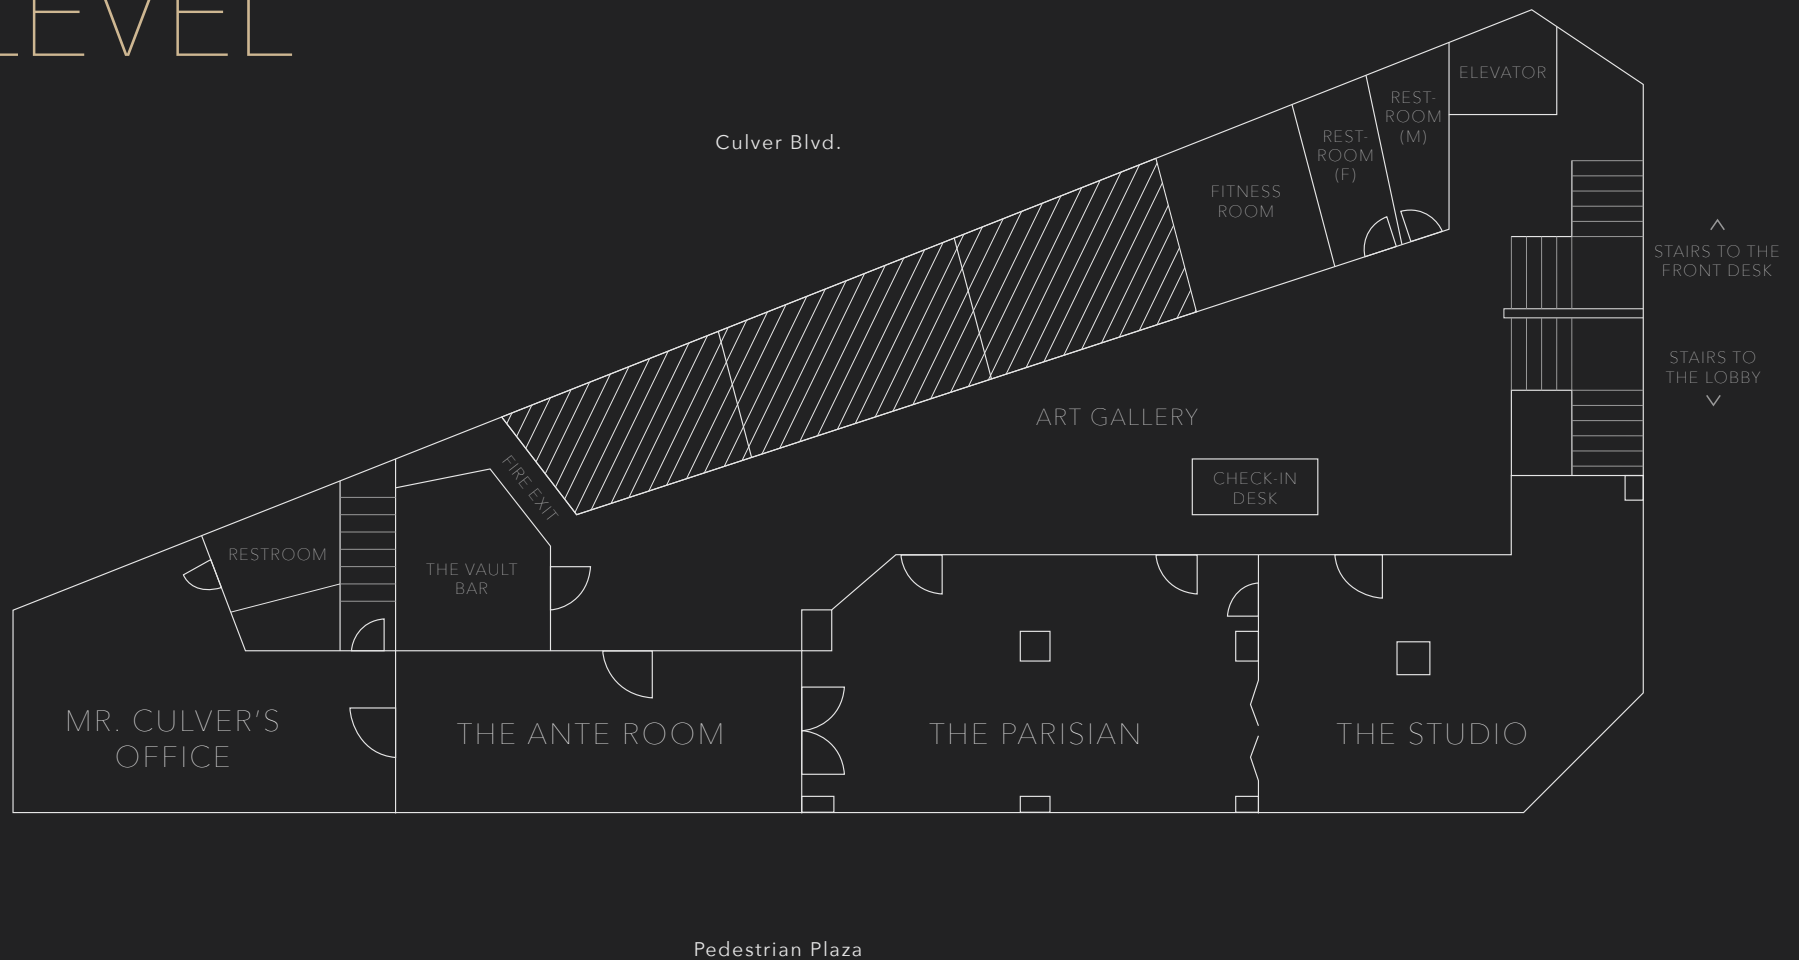 LEVEL
Culver Blvd.
ELEVATOR
REST-
ROOM
(M)
REST-
ROOM
(F)
FITNESS
ROOM
STAIRS TO THE
FRONT DESK
STAIRS TO
THE LOBBY
ART GALLERY
CHECK-IN
DESK
FIRE EXIT
RESTROOM
THE VAULT
BAR
MR. CULVER'S
OFFICE
THE ANTE ROOM
THE PARISIAN
THE STUDIO
Pedestrian Plaza